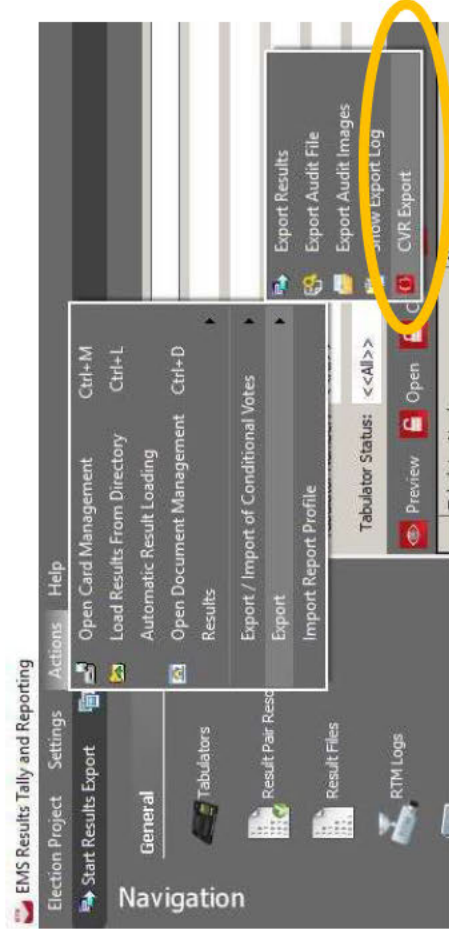 EMS Results Tally and Reporting
Election Project Settings Actions Help
Start Results Export
Navigation
General
Tabulators
Result Pair Reso
Result Files
RTM Logs
Open Card Management Ctrl+M
Load Results From Directory Ctrl+L
Automatic Result Loading
Open Document Management Ctrl+D
Results
Export / Import of Conditional Votes
Export
Import Report Profile
Export Results
Export Audit File
Export Audit Images
Show Export Log
CVR Export
Tabulator Status: <<All>>
Preview Open C